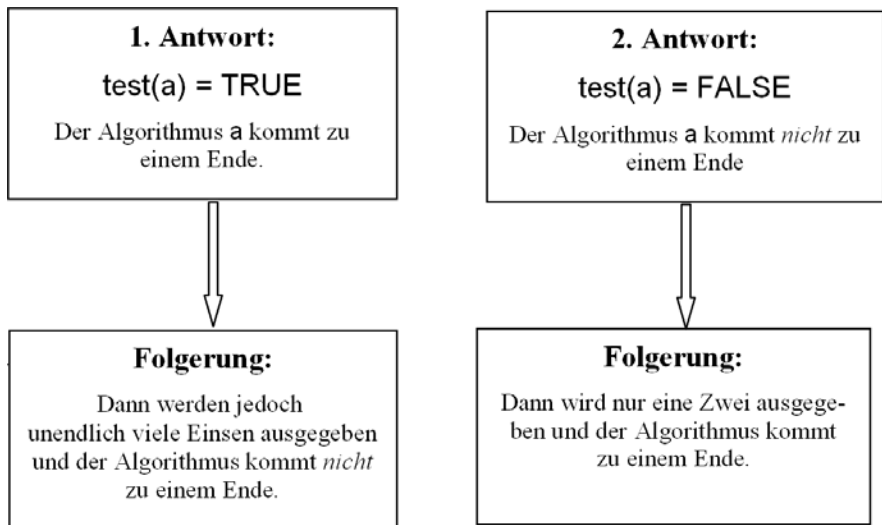 1. Antwort:
test(a) = TRUE
Der Algorithmus a kommt zu
einem Ende.
2. Antwort:
test(a) = FALSE
Der Algorithmus a kommt nicht zu
einem Ende
Folgerung:
Dann werden jedoch
unendlich viele Einsen ausgegeben
und der Algorithmus kommt nicht
zu einem Ende.
Folgerung:
Dann wird nur eine Zwei ausgege-
ben und der Algorithmus kommt
zu einem Ende.